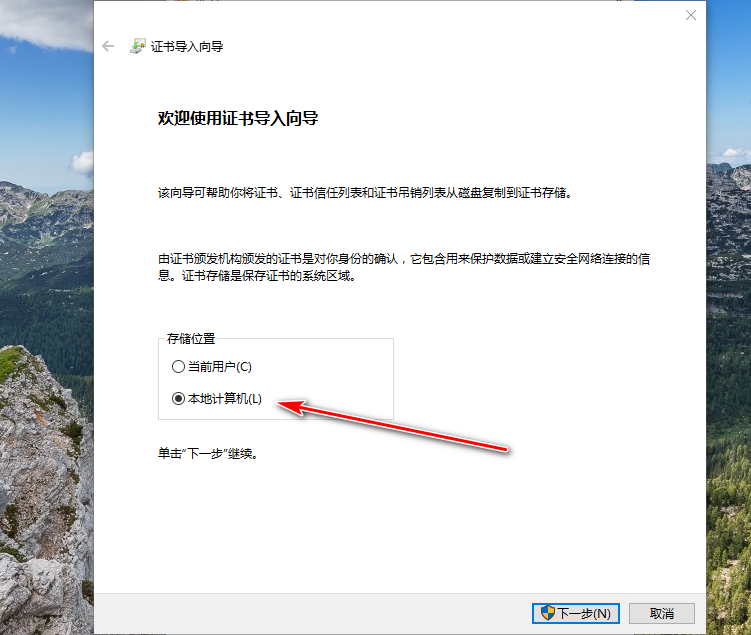 证书导入向导
欢迎使用证书导入向导
该向导可帮助你将证书、证书信任列表和证书吊销列表从磁盘复制到证书存储。
由证书颁发机构颁发的证书是对你身份的确认，它包含用来保护数据或建立安全网络连接的信
息。证书存储是保存证书的系统区域。
存储位置
当前用户(C)
本地计算机(L)
单击"下一步"继续。
下一步(N)
取消